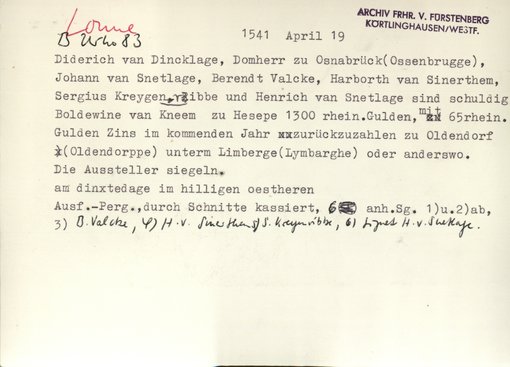 Lonne
B Urk. 83
1541 April 19
ARCHIV FRHR. V. FÜRSTENBERG
KÖRTLINGHAUSEN/WESTF.
Diderich van Dincklage, Domherr zu Osnabrück(Ossenbrugge),
Johann van Snetlage, Berendt Valcke, Harborth van Sinerthem,
Sergius Kreygenribbe und Henrich van Snetlage sind schuldig
Boldewine van Kneem zu Hesepe 1300 rhein.Gulden, mit 65rhein.
Gulden Zins im kommenden Jahr xxzurückzuzahlen zu Oldendorf
(Oldendorppe) unterm Limberge(Lymbarghe) oder anderswo.
Die Aussteller siegeln.
am dinxtedage im hilligen oestheren
Ausf.-Perg.,durch Schnitte kassiert, 6 anh.Sg. 1)u.2)ab,
3) B. Valcke, 4) H. v. Sinerthem 5) S. Kreyenribbe, 6) H. v. Snetlage.